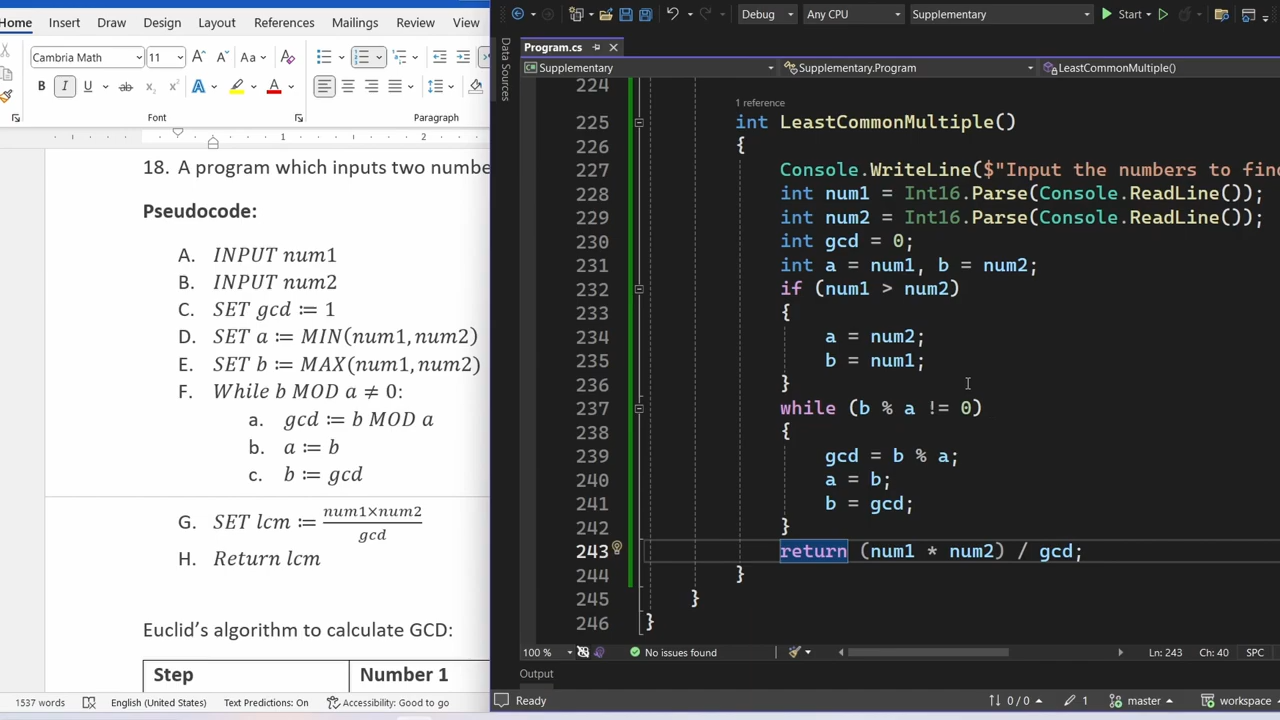 Home Insert Draw Design Layout References Mailings Review View
Cambria Math 11
Font Paragraph
1 2
18. A program which inputs two numbe
Pseudocode:
A. INPUT num1
B. INPUT num2
C. SET gcd ≔ 1
D. SET a ≔ MIN(num1, num2)
E. SET b ≔ MAX(num1, num2)
F. While b MOD a ≠ 0:
a. gcd ≔ b MOD a
b. a ≔ b
c. b ≔ gcd
G. SET lcm ≔ num1×num2/gcd
H. Return lcm
Euclid's algorithm to calculate GCD:
Step Number 1
1537 words English (United States) Text Predictions: On Accessibility: Good to go
Debug Any CPU Supplementary Start
Data Sources
Program.cs
Supplementary Supplementary.Program LeastCommonMultiple()
224
1 reference
225 int LeastCommonMultiple()
226 {
227 Console.WriteLine($"Input the numbers to find
228 int num1 = Int16.Parse(Console.ReadLine());
229 int num2 = Int16.Parse(Console.ReadLine());
230 int gcd = 0;
231 int a = num1, b = num2;
232 if (num1 > num2)
233 {
234 a = num2;
235 b = num1;
236 }
237 while (b % a != 0)
238 {
239 gcd = b % a;
240 a = b;
241 b = gcd;
242 }
243 return (num1 * num2) / gcd;
244 }
245 }
246 }
100 % No issues found Ln: 243 Ch: 40 SPC
Output
Ready 0 / 0 1 master workspace